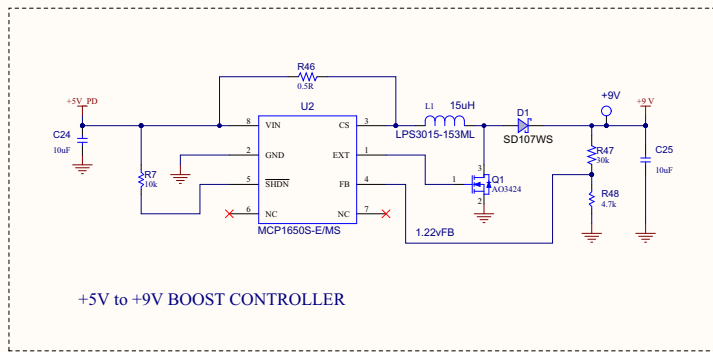 R46
0.5R
+5V_PD
U2
L1 15uH
D1
+9V
+9 V
C24
10uF
8 VIN CS 3
LPS3015-153ML
SD107WS
R47
30k
C25
10uF
2 GND EXT 1
3
1
Q1
AO3424
2
R7
10k
5 SHDN FB 4
R48
4.7k
6 NC NC 7
MCP1650S-E/MS
1.22vFB
+5V to +9V BOOST CONTROLLER